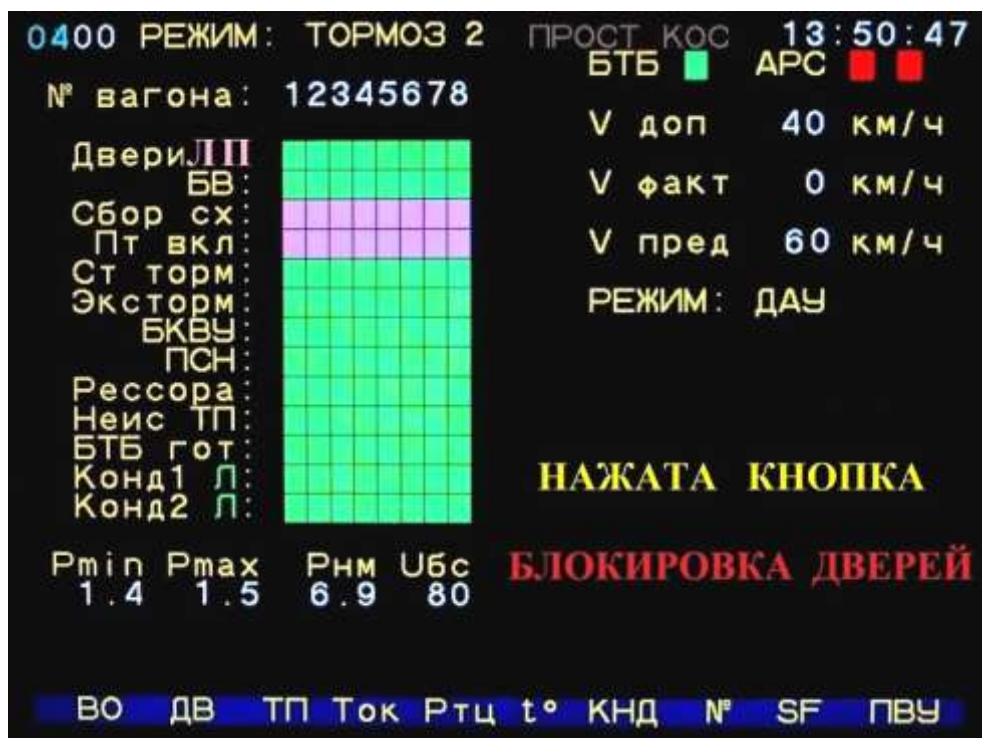 0400 РЕЖИМ: ТОРМОЗ 2 ПРОСТ КОС 13:50:47
БТБ АРС
№ вагона: 12345678
V доп 40 км/ч
Двери Л П
БВ:
V факт 0 км/ч
Сбор сх:
Пт вкл:
V пред 60 км/ч
Ст торм:
Эксторм:
РЕЖИМ: ДАУ
БКВУ:
ПСН:
Рессора:
Неис ТП:
БТБ гот:
Конд1 Л:
НАЖАТА КНОПКА
Конд2 Л:
Pmin Pmax Рнм Uбс
БЛОКИРОВКА ДВЕРЕЙ
1.4 1.5 6.9 80
ВО ДВ ТП Ток Ртц t° КНД № SF ПВУ